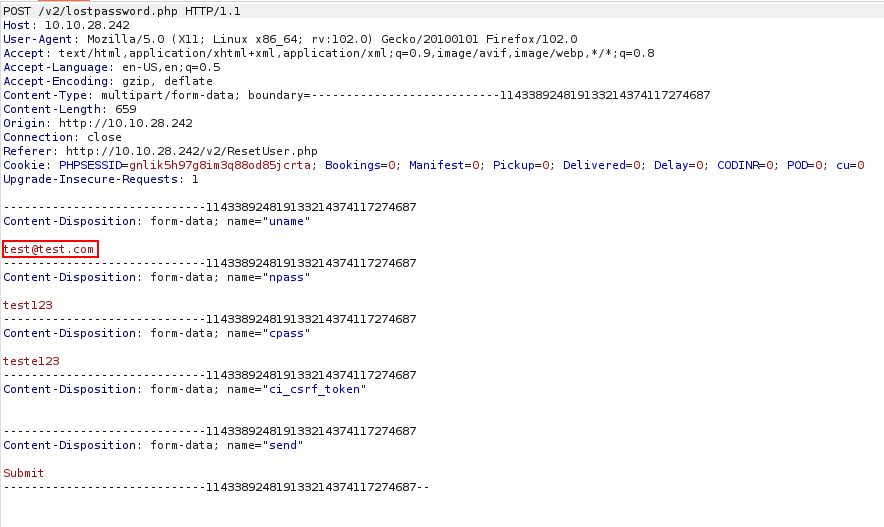 POST /v2/lostpassword.php HTTP/1.1
Host: 10.10.28.242
User-Agent: Mozilla/5.0 (X11; Linux x86_64; rv:102.0) Gecko/20100101 Firefox/102.0
Accept: text/html,application/xhtml+xml,application/xml;q=0.9,image/avif,image/webp,*/*;q=0.8
Accept-Language: en-US,en;q=0.5
Accept-Encoding: gzip, deflate
Content-Type: multipart/form-data; boundary=---------------------------114338924819133214374117274687
Content-Length: 659
Origin: http://10.10.28.242
Connection: close
Referer: http://10.10.28.242/v2/ResetUser.php
Cookie: PHPSESSID=gnlik5h97g8im3q88od85jcrta; Bookings=0; Manifest=0; Pickup=0; Delivered=0; Delay=0; CODINR=0; POD=0; cu=0
Upgrade-Insecure-Requests: 1
-----------------------------114338924819133214374117274687
Content-Disposition: form-data; name="uname"
test@test.com
-----------------------------114338924819133214374117274687
Content-Disposition: form-data; name="npass"
test123
-----------------------------114338924819133214374117274687
Content-Disposition: form-data; name="cpass"
teste123
-----------------------------114338924819133214374117274687
Content-Disposition: form-data; name="ci_csrf_token"
-----------------------------114338924819133214374117274687
Content-Disposition: form-data; name="send"
Submit
-----------------------------114338924819133214374117274687--